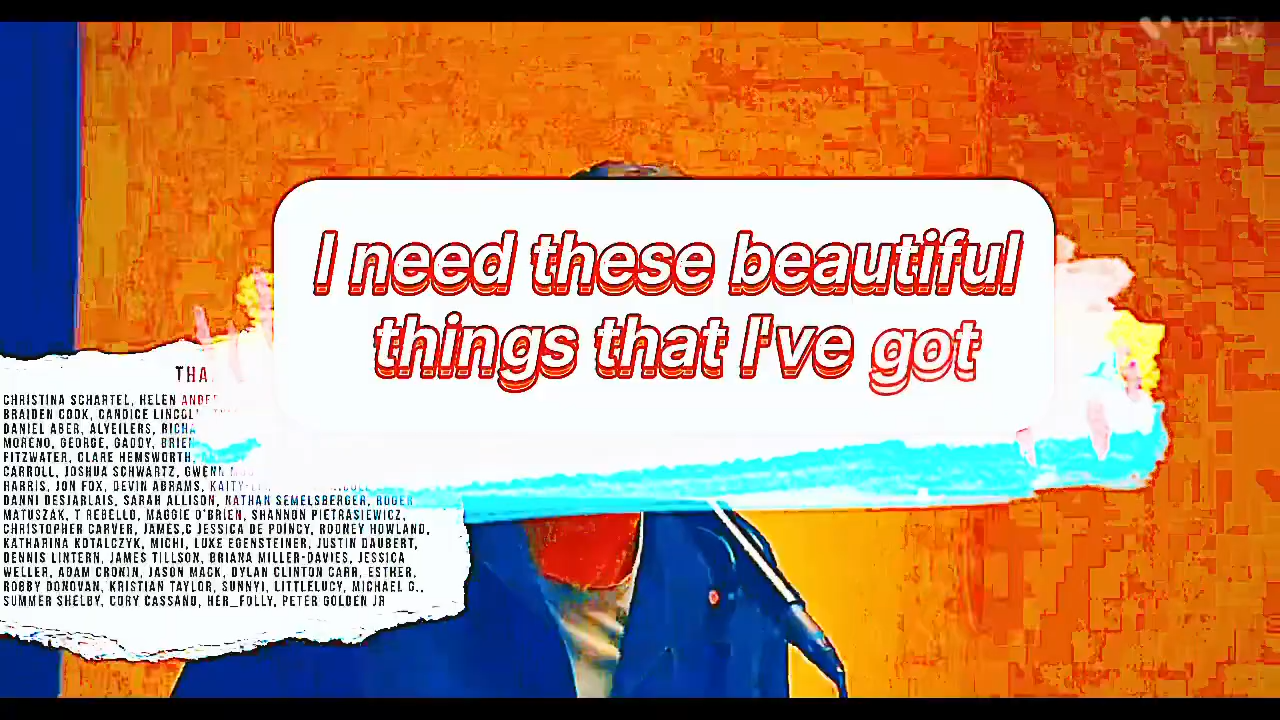 I need these beautiful
things that I've got
CHRISTINA SCHARTEL, HELEN
BRAIDEN COOK, CANDICE
DANIEL ABER, ALYEILERS,
MORENO, GEORGE, GADDY,
FITZWATER, CLARE HEMSWORTH,
CARROLL, JOSHUA SCHWARTZ,
HARRIS, JON FOX, DEVIN ABRAMS,
DANNI DESJARLAIS, SARAH ALLISON, NATHAN SEMELSBERGER, ROGER
MATUSZAK, T REBELLO, MAGGIE O'BRIEN, SHANNON PIETRASIEWICZ,
CHRISTOPHER CARVER, JAMES & JESSICA DE POINCY, RODNEY HOWLAND,
KATHARINA KOTALCZYK, MICHI, LUKE EGENSTEINER, JUSTIN DAUBERT,
DENNIS LINTERN, JAMES TILLSON, BRIANA MILLER-DAVIES, JESSICA
WELLER, ADAM CRONIN, JASON MACK, DYLAN CLINTON CARR, ESTHER,
ROBBY DONOVAN, KRISTIAN TAYLOR, SUNNYI, LITTLELUCY, MICHAEL G.,
SUMMER SHELBY, CORY CASSANO, HER_FOLLY, PETER GOLDEN JR